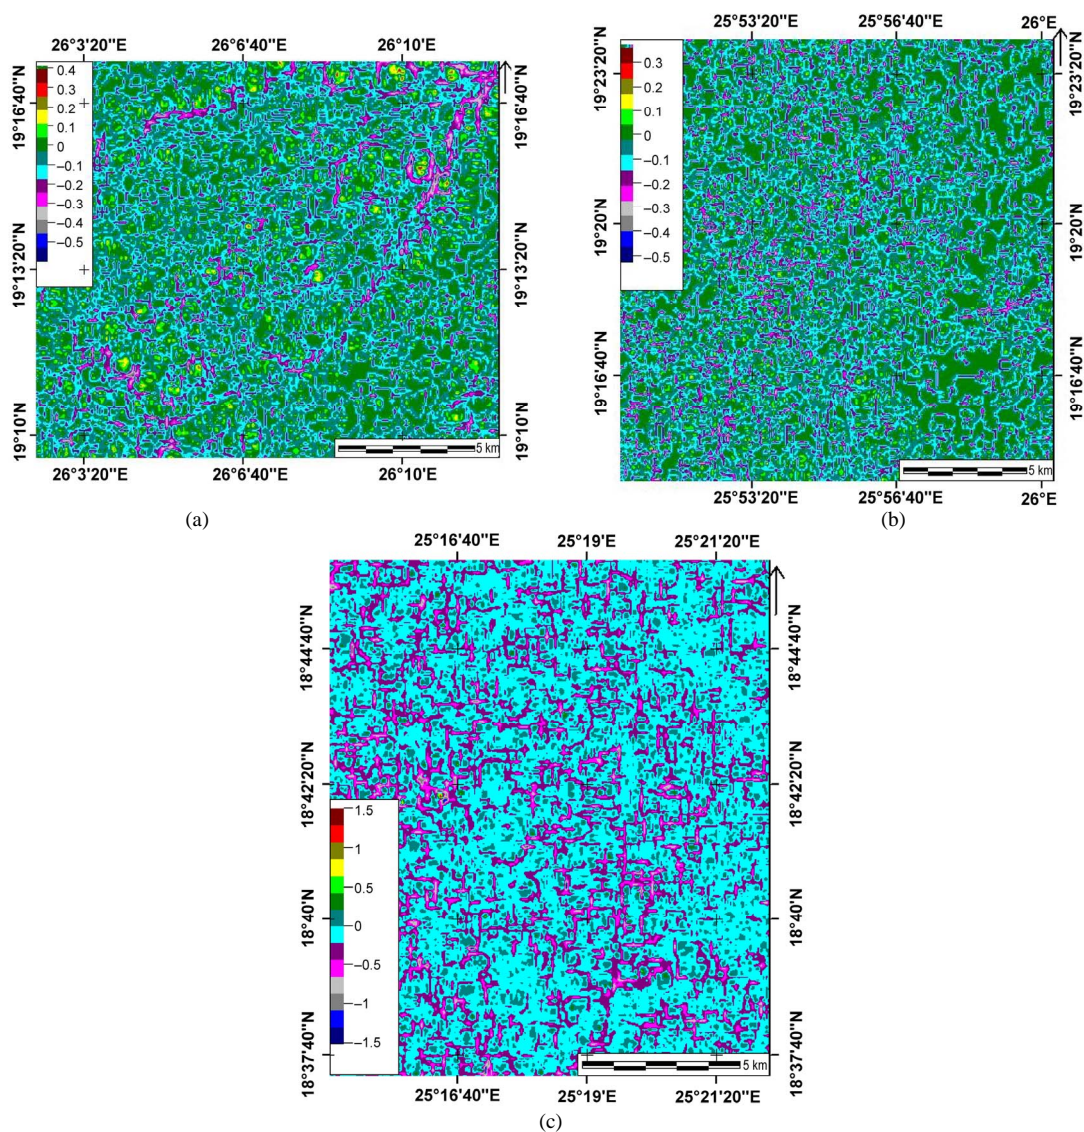 26°3'20"E 26°6'40"E 26°10'E
19°16'40"N
19°13'20"N
19°10'N
0.4
0.3
0.2
0.1
0
−0.1
−0.2
−0.3
−0.4
−0.5
19°16'40"N
19°13'20"N
19°10'N
5 km
26°3'20"E 26°6'40"E 26°10'E
(a)
25°53'20"E 25°56'40"E 26°E
19°23'20"N
19°20'N
19°16'40"N
0.3
0.2
0.1
0
−0.1
−0.2
−0.3
−0.4
−0.5
19°23'20"N
19°20'N
19°16'40"N
5 km
25°53'20"E 25°56'40"E 26°E
(b)
25°16'40"E 25°19'E 25°21'20"E
18°44'40"N
18°42'20"N
18°40'N
18°37'40"N
1.5
1
0.5
0
−0.5
−1
−1.5
18°44'40"N
18°42'20"N
18°40'N
18°37'40"N
5 km
25°16'40"E 25°19'E 25°21'20"E
(c)